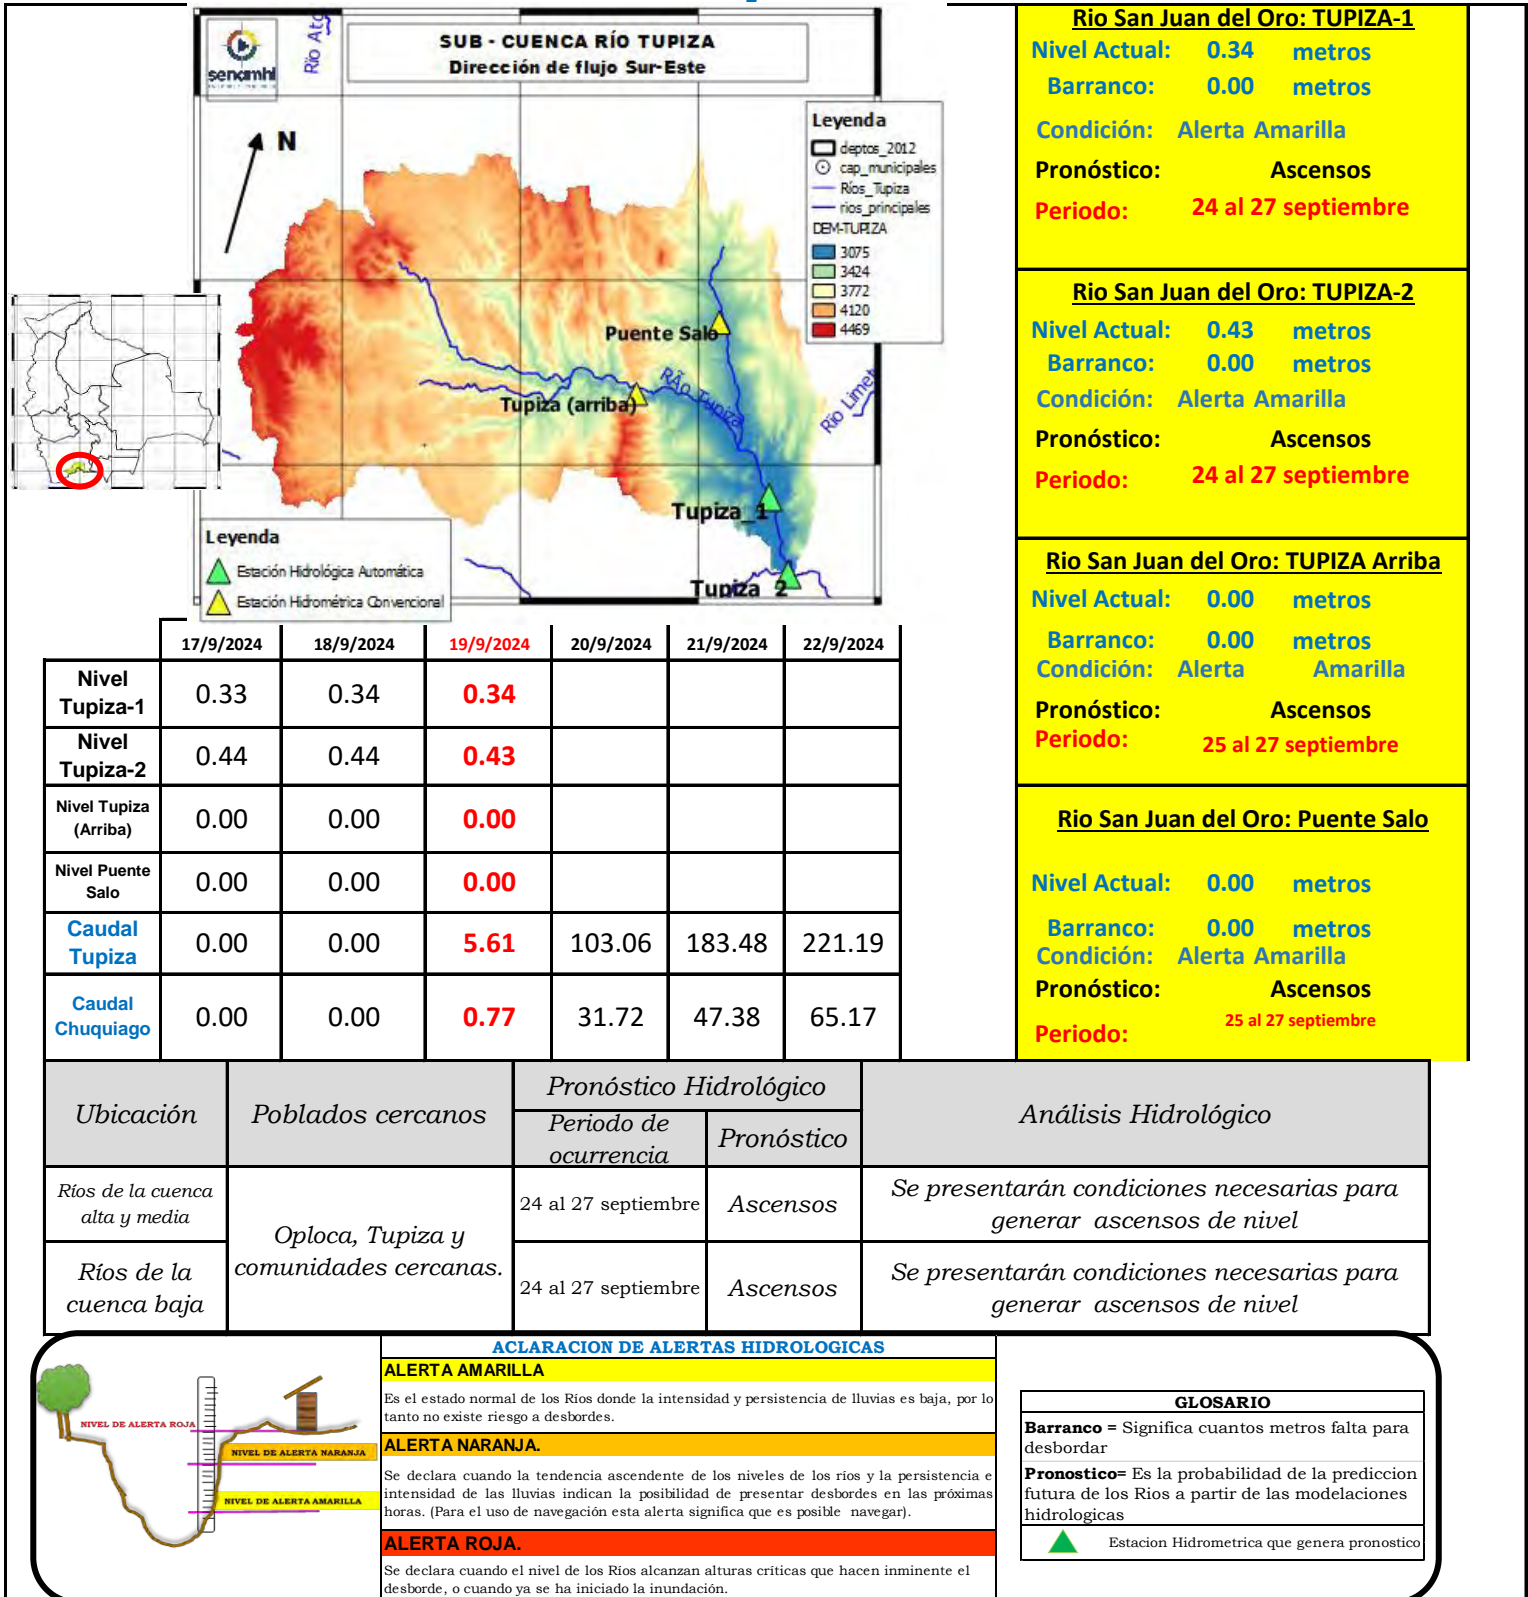 SUB - CUENCA RÍO TUPIZA
Dirección de flujo Sur-Este
senamhi
Río Ato
N
Leyenda
deptos_2012
cap_municipales
Ríos_Tupiza
rios_principales
DEM-TUPIZA
3075
3424
3772
4120
4469
Puente Salo
Tupiza (arriba)
RÃo Tupiza
Rio Limet
Tupiza_1
Tupiza_2
Leyenda
Estación Hidrológica Automática
Estación Hidrométrica Convencional
Rio San Juan del Oro: TUPIZA-1
Nivel Actual: 0.34 metros
Barranco: 0.00 metros
Condición: Alerta Amarilla
Pronóstico: Ascensos
Periodo: 24 al 27 septiembre
Rio San Juan del Oro: TUPIZA-2
Nivel Actual: 0.43 metros
Barranco: 0.00 metros
Condición: Alerta Amarilla
Pronóstico: Ascensos
Periodo: 24 al 27 septiembre
Rio San Juan del Oro: TUPIZA Arriba
Nivel Actual: 0.00 metros
Barranco: 0.00 metros
Condición: Alerta Amarilla
Pronóstico: Ascensos
Periodo: 25 al 27 septiembre
Rio San Juan del Oro: Puente Salo
Nivel Actual: 0.00 metros
Barranco: 0.00 metros
Condición: Alerta Amarilla
Pronóstico: Ascensos
Periodo: 25 al 27 septiembre
17/9/2024 18/9/2024 19/9/2024 20/9/2024 21/9/2024 22/9/2024
Nivel
Tupiza-1 0.33 0.34 0.34
Nivel
Tupiza-2 0.44 0.44 0.43
Nivel Tupiza
(Arriba) 0.00 0.00 0.00
Nivel Puente
Salo 0.00 0.00 0.00
Caudal
Tupiza 0.00 0.00 5.61 103.06 183.48 221.19
Caudal
Chuquiago 0.00 0.00 0.77 31.72 47.38 65.17
Ubicación Poblados cercanos Pronóstico Hidrológico Análisis Hidrológico
Periodo de
ocurrencia Pronóstico
Ríos de la cuenca
alta y media
Oploca, Tupiza y
comunidades cercanas.
24 al 27 septiembre Ascensos
Se presentarán condiciones necesarias para
generar ascensos de nivel
Ríos de la
cuenca baja
24 al 27 septiembre Ascensos
Se presentarán condiciones necesarias para
generar ascensos de nivel
NIVEL DE ALERTA ROJA
NIVEL DE ALERTA NARANJA
NIVEL DE ALERTA AMARILLA
ACLARACION DE ALERTAS HIDROLOGICAS
ALERTA AMARILLA
Es el estado normal de los Ríos donde la intensidad y persistencia de lluvias es baja, por lo
tanto no existe riesgo a desbordes.
ALERTA NARANJA.
Se declara cuando la tendencia ascendente de los niveles de los ríos y la persistencia e
intensidad de las lluvias indican la posibilidad de presentar desbordes en las próximas
horas. (Para el uso de navegación esta alerta significa que es posible navegar).
ALERTA ROJA.
Se declara cuando el nivel de los Ríos alcanzan alturas críticas que hacen inminente el
desborde, o cuando ya se ha iniciado la inundación.
GLOSARIO
Barranco = Significa cuantos metros falta para
desbordar
Pronostico= Es la probabilidad de la prediccion
futura de los Rios a partir de las modelaciones
hidrologicas
Estacion Hidrometrica que genera pronostico